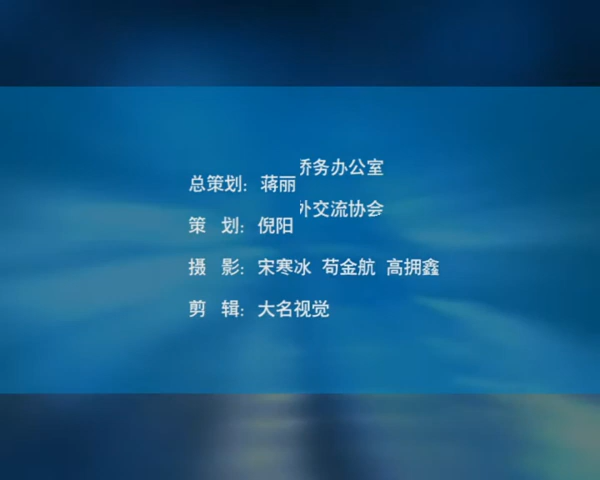 侨务办公室
总策划：蒋丽
外交流协会
策 划：倪阳
摄 影：宋寒冰 苟金航 高拥鑫
剪 辑：大名视觉